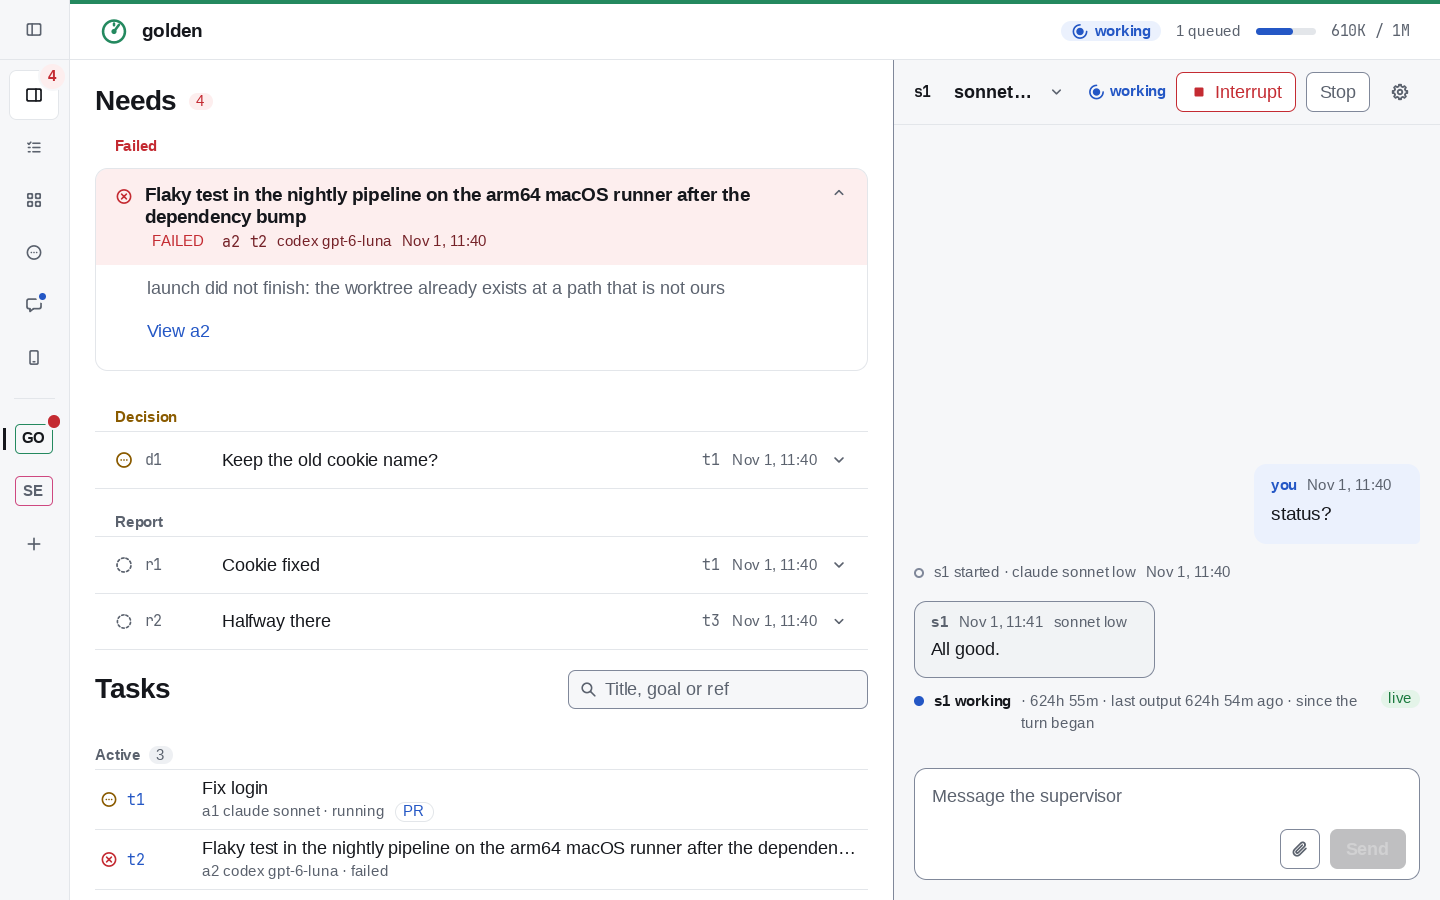 golden
working
1 queued
610K / 1M
4
GO
SE
Needs 4
Failed
Flaky test in the nightly pipeline on the arm64 macOS runner after the
dependency bump
FAILED a2 t2 codex gpt-6-luna Nov 1, 11:40
launch did not finish: the worktree already exists at a path that is not ours
View a2
Decision
d1 Keep the old cookie name? t1 Nov 1, 11:40
Report
r1 Cookie fixed t1 Nov 1, 11:40
r2 Halfway there t3 Nov 1, 11:40
Tasks
Title, goal or ref
Active 3
t1 Fix login
a1 claude sonnet · running PR
t2 Flaky test in the nightly pipeline on the arm64 macOS runner after the dependen…
a2 codex gpt-6-luna · failed
s1 sonnet… working Interrupt Stop
you Nov 1, 11:40
status?
s1 started · claude sonnet low Nov 1, 11:40
s1 Nov 1, 11:41 sonnet low
All good.
s1 working · 624h 55m · last output 624h 54m ago · since the
turn began
live
Message the supervisor
Send